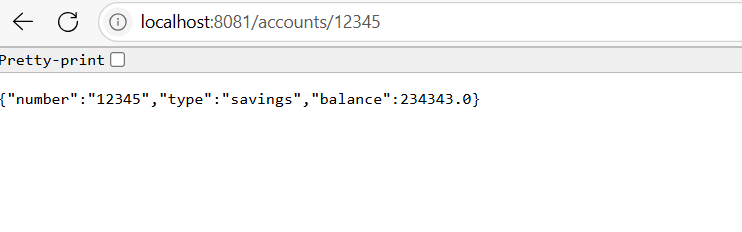 localhost:8081/accounts/12345
Pretty-print
{"number":"12345","type":"savings","balance":234343.0}